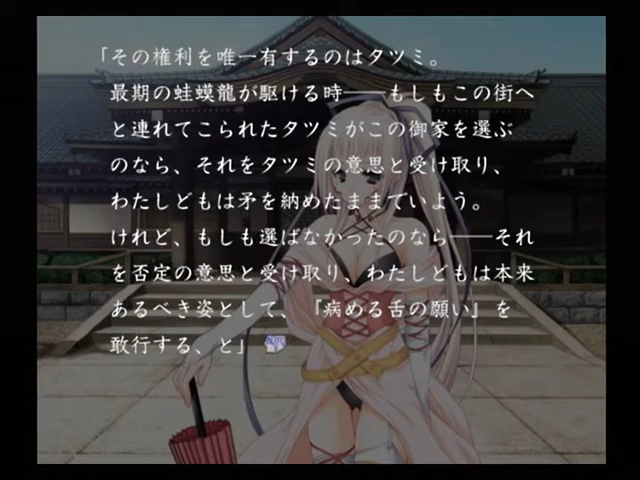 「その権利を唯一有するのはタツミ。
最期の蛙蟆龍が駆ける時――もしもこの街へ
と連れてこられたタツミがこの御家を選ぶ
のなら、それをタツミの意思と受け取り、
わたしどもは矛を納めたままでいよう。
けれど、もしも選ばなかったのなら――それ
を否定の意思と受け取り、わたしどもは本来
あるべき姿として、『病める舌の願い』を
敢行する、と」